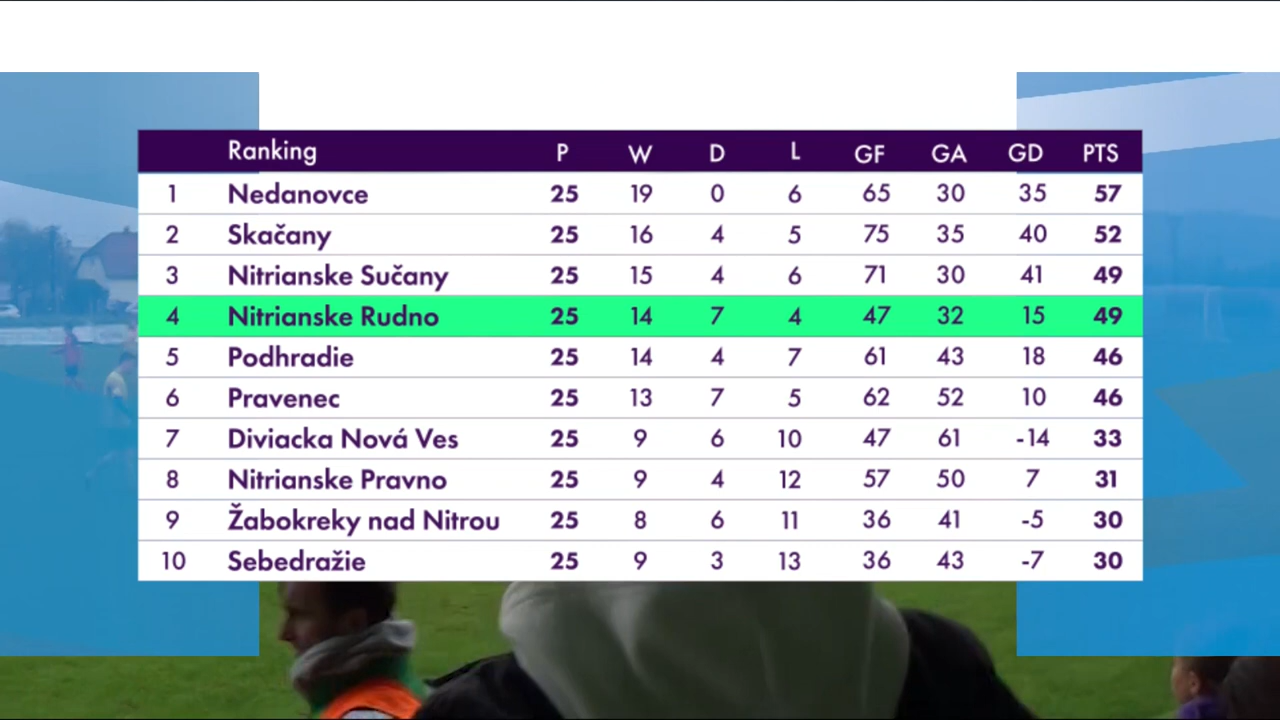 Ranking P W D L GF GA GD PTS
1 Nedanovce 25 19 0 6 65 30 35 57
2 Skačany 25 16 4 5 75 35 40 52
3 Nitrianske Sučany 25 15 4 6 71 30 41 49
4 Nitrianske Rudno 25 14 7 4 47 32 15 49
5 Podhradie 25 14 4 7 61 43 18 46
6 Pravenec 25 13 7 5 62 52 10 46
7 Diviacka Nová Ves 25 9 6 10 47 61 -14 33
8 Nitrianske Pravno 25 9 4 12 57 50 7 31
9 Žabokreky nad Nitrou 25 8 6 11 36 41 -5 30
10 Sebedražie 25 9 3 13 36 43 -7 30